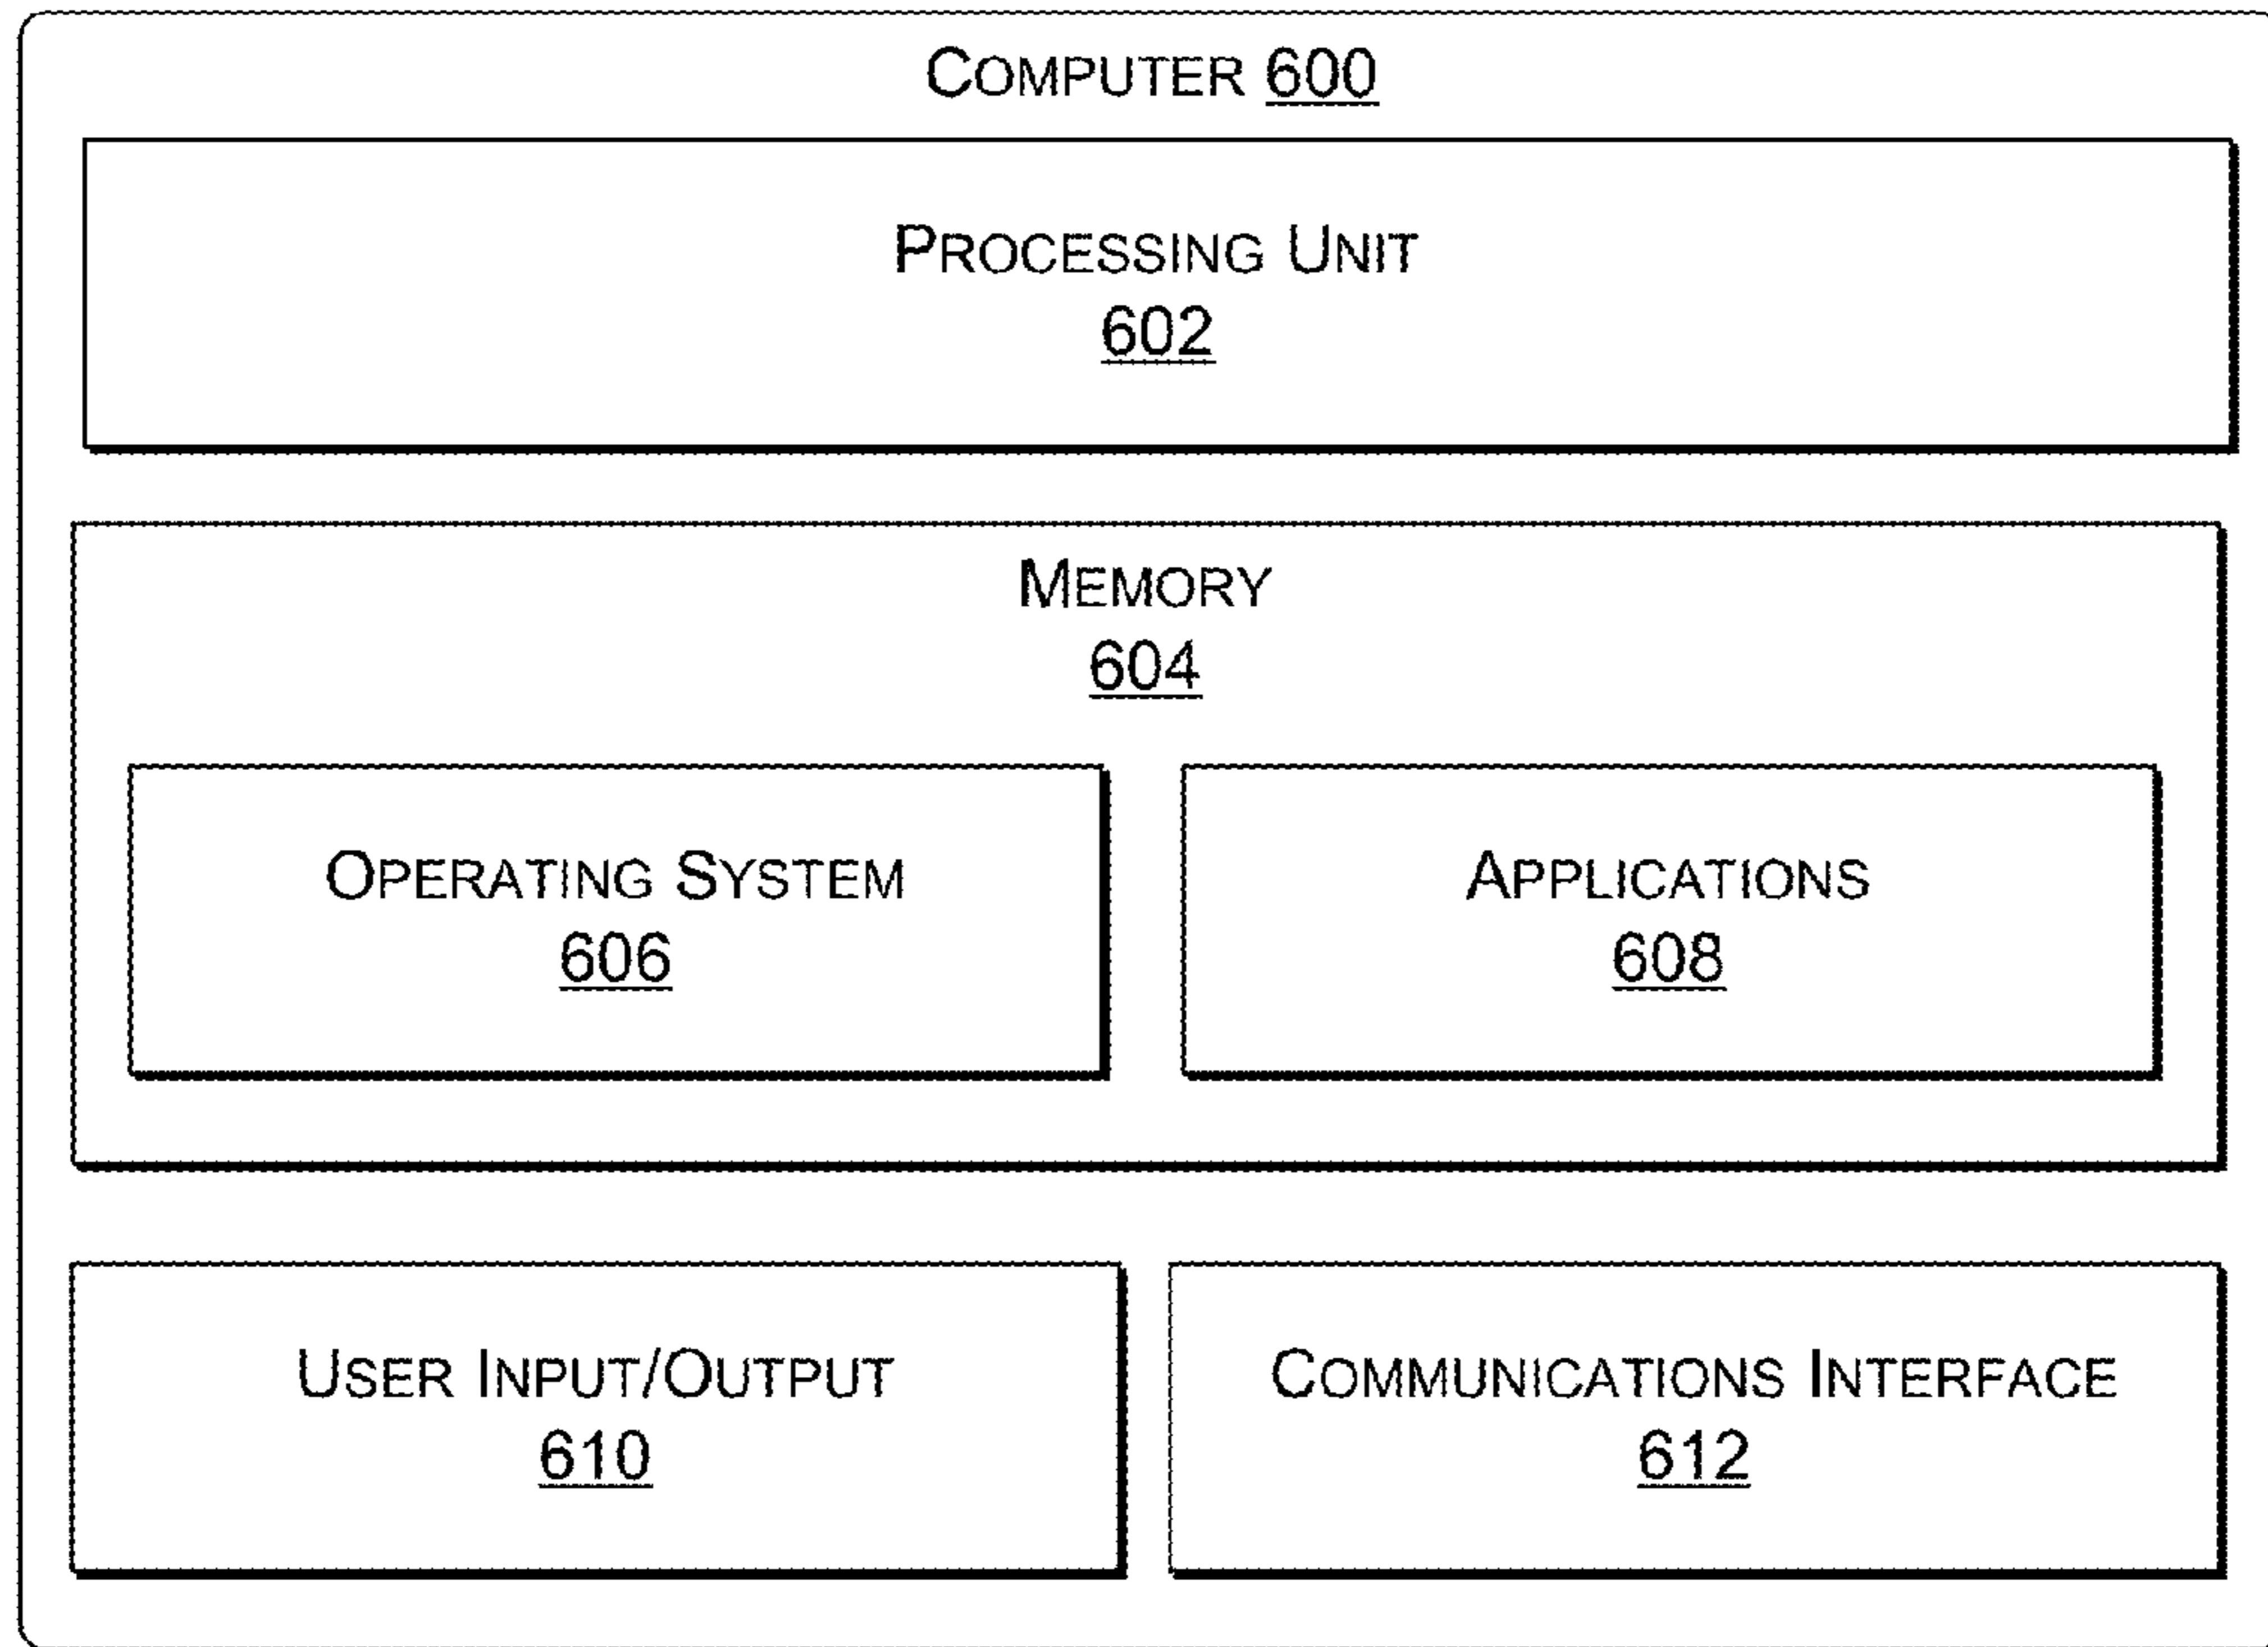 COMPUTER 600
PROCESSING UNIT
602
MEMORY
604
OPERATING SYSTEM
606
APPLICATIONS
608
USER INPUT/OUTPUT
610
COMMUNICATIONS INTERFACE
612